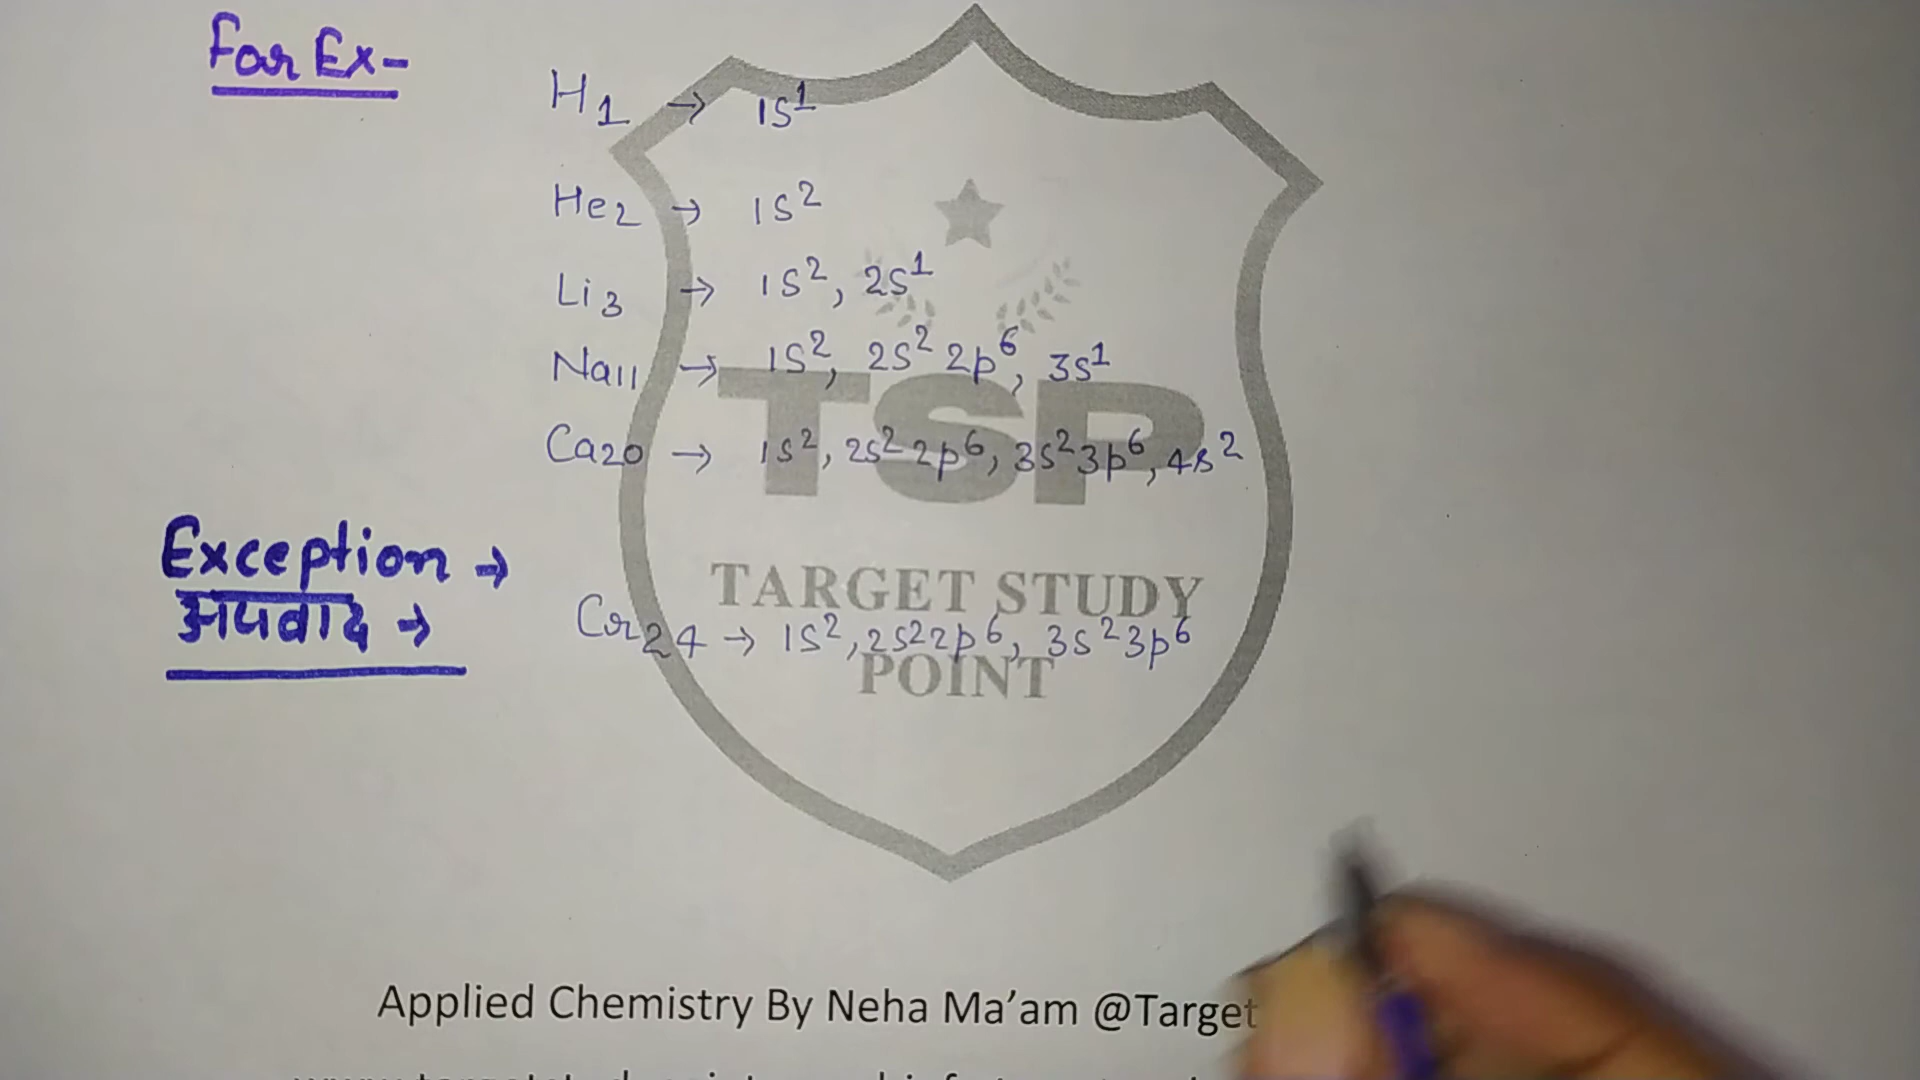 For Ex-
H₁ → 1s¹
He₂ → 1s²
Li₃ → 1s², 2s¹
Na₁₁ → 1s², 2s² 2p⁶, 3s¹
Ca₂₀ → 1s², 2s² 2p⁶, 3s² 3p⁶, 4s²
Exception →
अपवाद →
Cr₂₄ → 1s², 2s² 2p⁶, 3s² 3p⁶
TSP
TARGET STUDY
POINT
Applied Chemistry By Neha Ma’am @Target